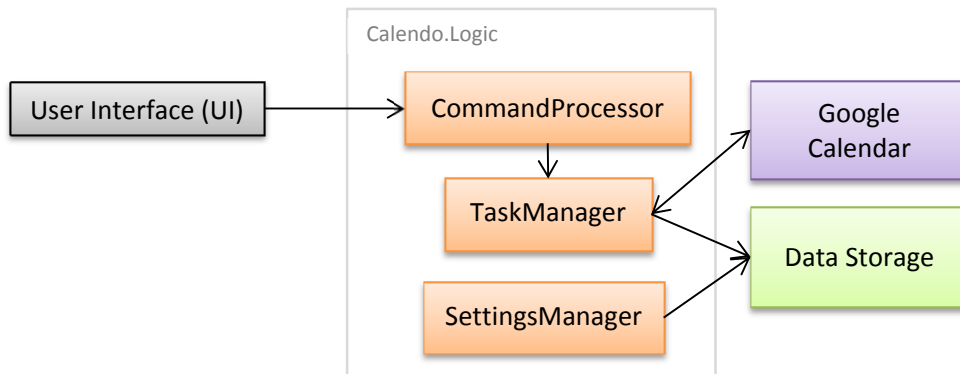 Calendo.Logic
User Interface (UI)
CommandProcessor
Google
Calendar
TaskManager
Data Storage
SettingsManager